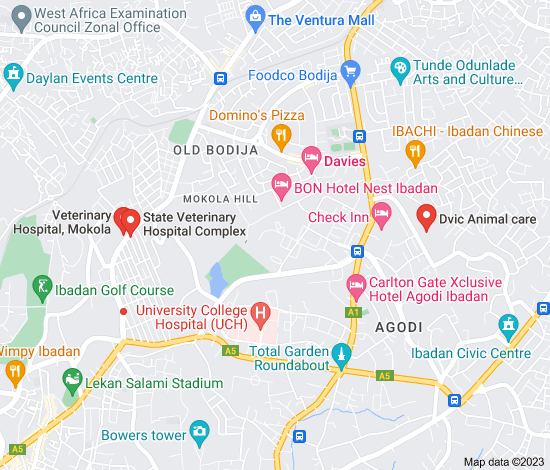 West Africa Examination
Council Zonal Office
The Ventura Mall
Daylan Events Centre
Foodco Bodija
Tunde Odunlade
Arts and Culture...
Domino's Pizza
IBACHI - Ibadan Chinese
OLD BODIJA
Davies
BON Hotel Nest Ibadan
MOKOLA HILL
Veterinary
Hospital, Mokola
State Veterinary
Hospital Complex
Check Inn
Dvic Animal care
Ibadan Golf Course
Carlton Gate Xclusive
Hotel Agodi Ibadan
University College
Hospital (UCH)
A1
AGODI
Wimpy Ibadan
A5
Total Garden
Roundabout
Ibadan Civic Centre
A5
Lekan Salami Stadium
Bowers tower
A5
Map data ©2023